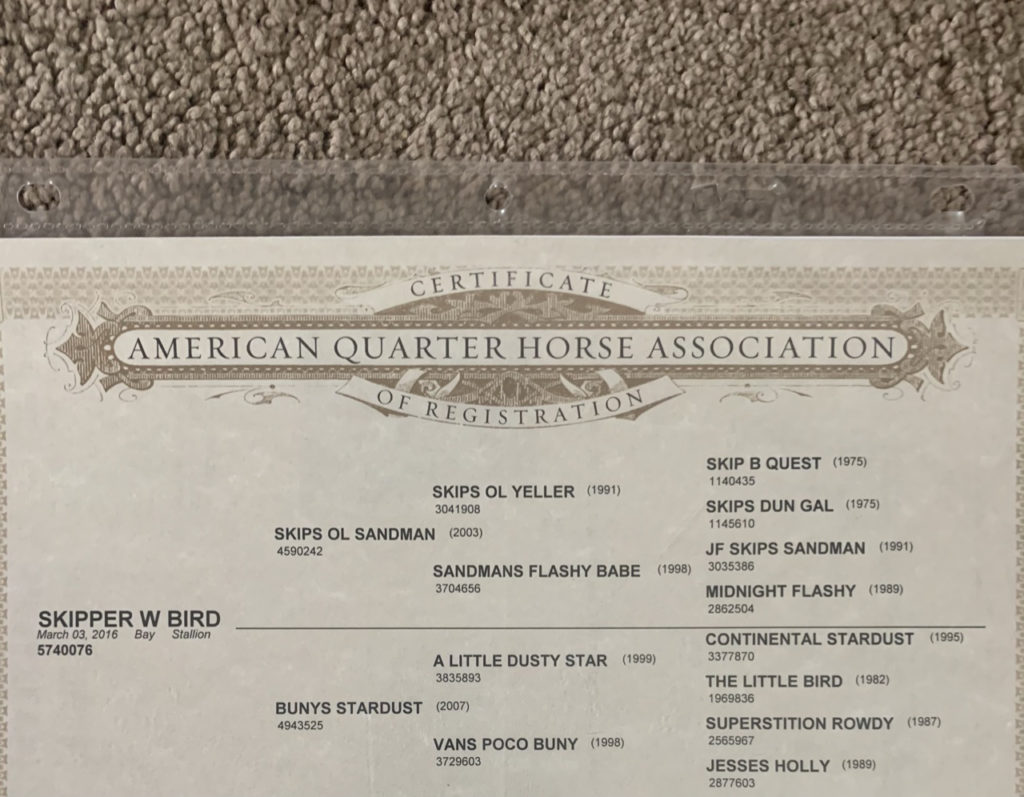 CERTIFICATE
AMERICAN QUARTER HORSE ASSOCIATION
OF REGISTRATION
SKIP B QUEST (1975)
1140435
SKIPS OL YELLER (1991)
3041908
SKIPS DUN GAL (1975)
1145610
SKIPS OL SANDMAN (2003)
4590242
JF SKIPS SANDMAN (1991)
3035386
SANDMANS FLASHY BABE (1998)
3704656
MIDNIGHT FLASHY (1989)
2862504
SKIPPER W BIRD
March 03, 2016 Bay Stallion
5740076
CONTINENTAL STARDUST (1995)
3377870
A LITTLE DUSTY STAR (1999)
3835893
THE LITTLE BIRD (1982)
1969836
BUNYS STARDUST (2007)
4943525
SUPERSTITION ROWDY (1987)
2565967
VANS POCO BUNY (1998)
3729603
JESSES HOLLY (1989)
2877603